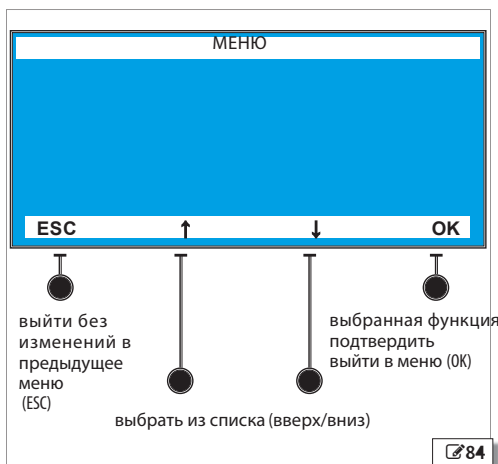 МЕНЮ
ESC ↑ ↓ OK
выйти без
изменений в
предыдущее
меню
(ESC)
выбранная функция
подтвердить
выйти в меню (OK)
выбрать из списка (вверх/вниз)
84